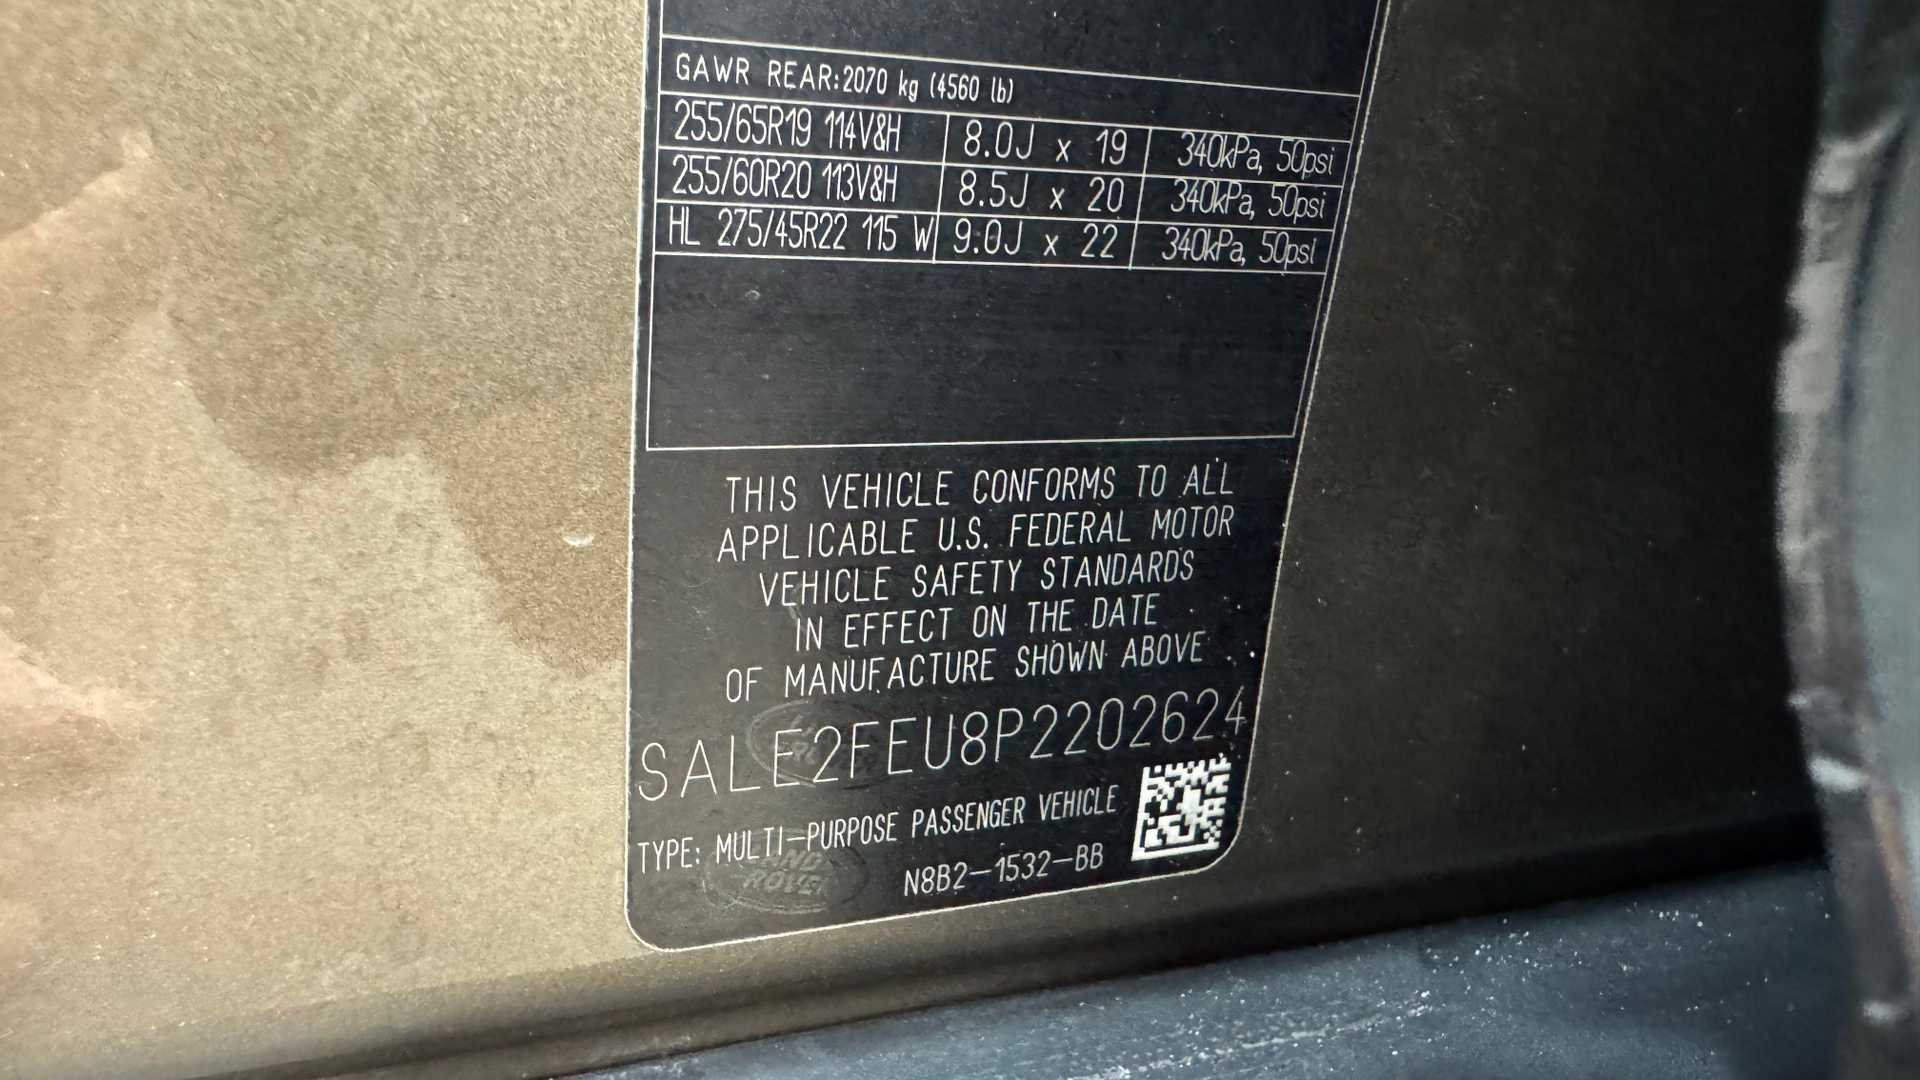 GAWR REAR:2070 kg (4560 lb)
255/65R19 114V&H 8.0J x 19 340kPa, 50psi
255/60R20 113V&H 8.5J x 20 340kPa, 50psi
HL 275/45R22 115 W 9.0J x 22 340kPa, 50psi
THIS VEHICLE CONFORMS TO ALL
APPLICABLE U.S. FEDERAL MOTOR
VEHICLE SAFETY STANDARDS
IN EFFECT ON THE DATE
OF MANUFACTURE SHOWN ABOVE
SALE2FEU8P2202624
TYPE: MULTI-PURPOSE PASSENGER VEHICLE
LAND ROVER
N8B2-1532-BB